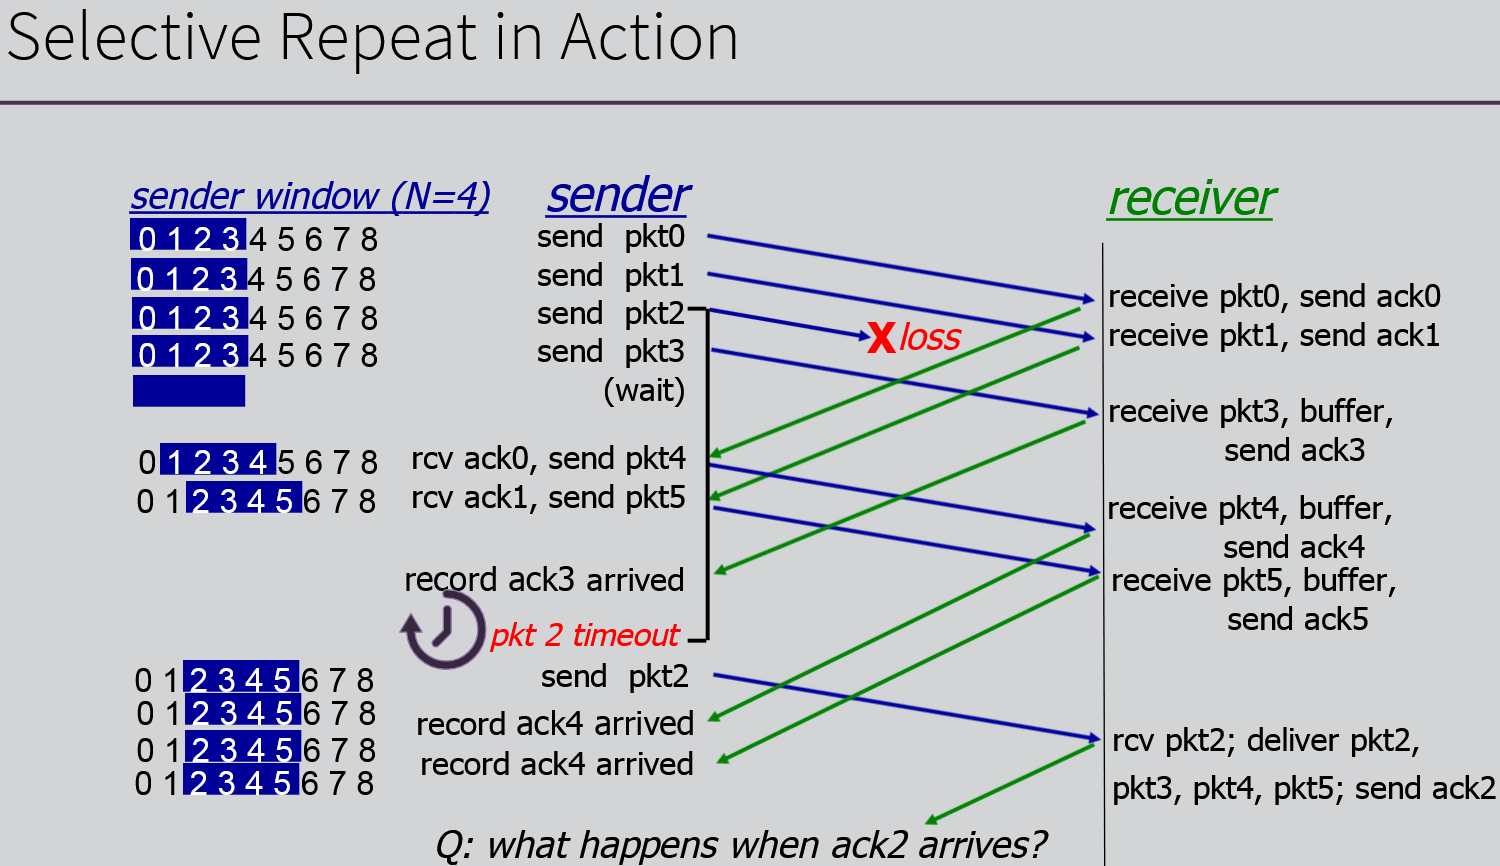 Selective Repeat in Action
sender window (N=4)
sender
receiver
0 1 2 3 4 5 6 7 8
send pkt0
0 1 2 3 4 5 6 7 8
send pkt1
receive pkt0, send ack0
0 1 2 3 4 5 6 7 8
send pkt2
X loss
receive pkt1, send ack1
0 1 2 3 4 5 6 7 8
send pkt3
(wait)
receive pkt3, buffer,
send ack3
0 1 2 3 4 5 6 7 8
rcv ack0, send pkt4
0 1 2 3 4 5 6 7 8
rcv ack1, send pkt5
receive pkt4, buffer,
send ack4
record ack3 arrived
receive pkt5, buffer,
send ack5
pkt 2 timeout
0 1 2 3 4 5 6 7 8
send pkt2
0 1 2 3 4 5 6 7 8
record ack4 arrived
0 1 2 3 4 5 6 7 8
record ack4 arrived
0 1 2 3 4 5 6 7 8
rcv pkt2; deliver pkt2,
pkt3, pkt4, pkt5; send ack2
Q: what happens when ack2 arrives?